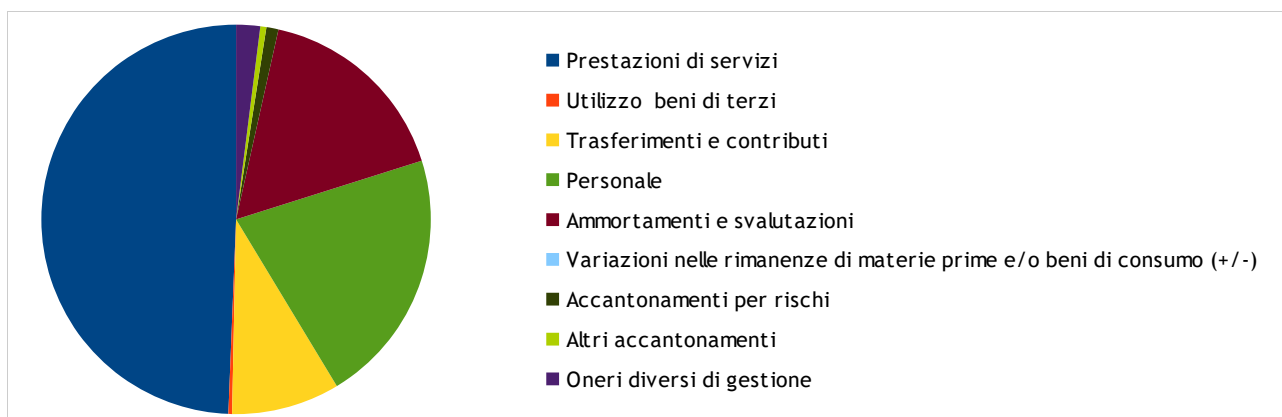 Prestazioni di servizi
Utilizzo beni di terzi
Trasferimenti e contributi
Personale
Ammortamenti e svalutazioni
Variazioni nelle rimanenze di materie prime e/o beni di consumo (+/-)
Accantonamenti per rischi
Altri accantonamenti
Oneri diversi di gestione